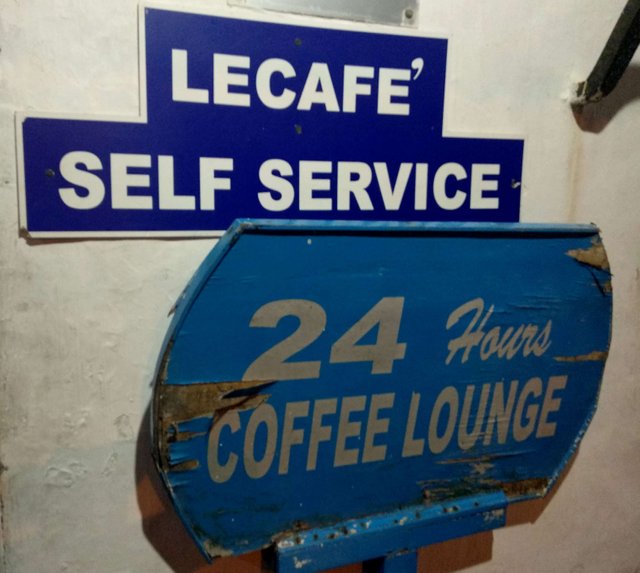 LECAFE’
SELF SERVICE
24 Hours
COFFEE LOUNGE